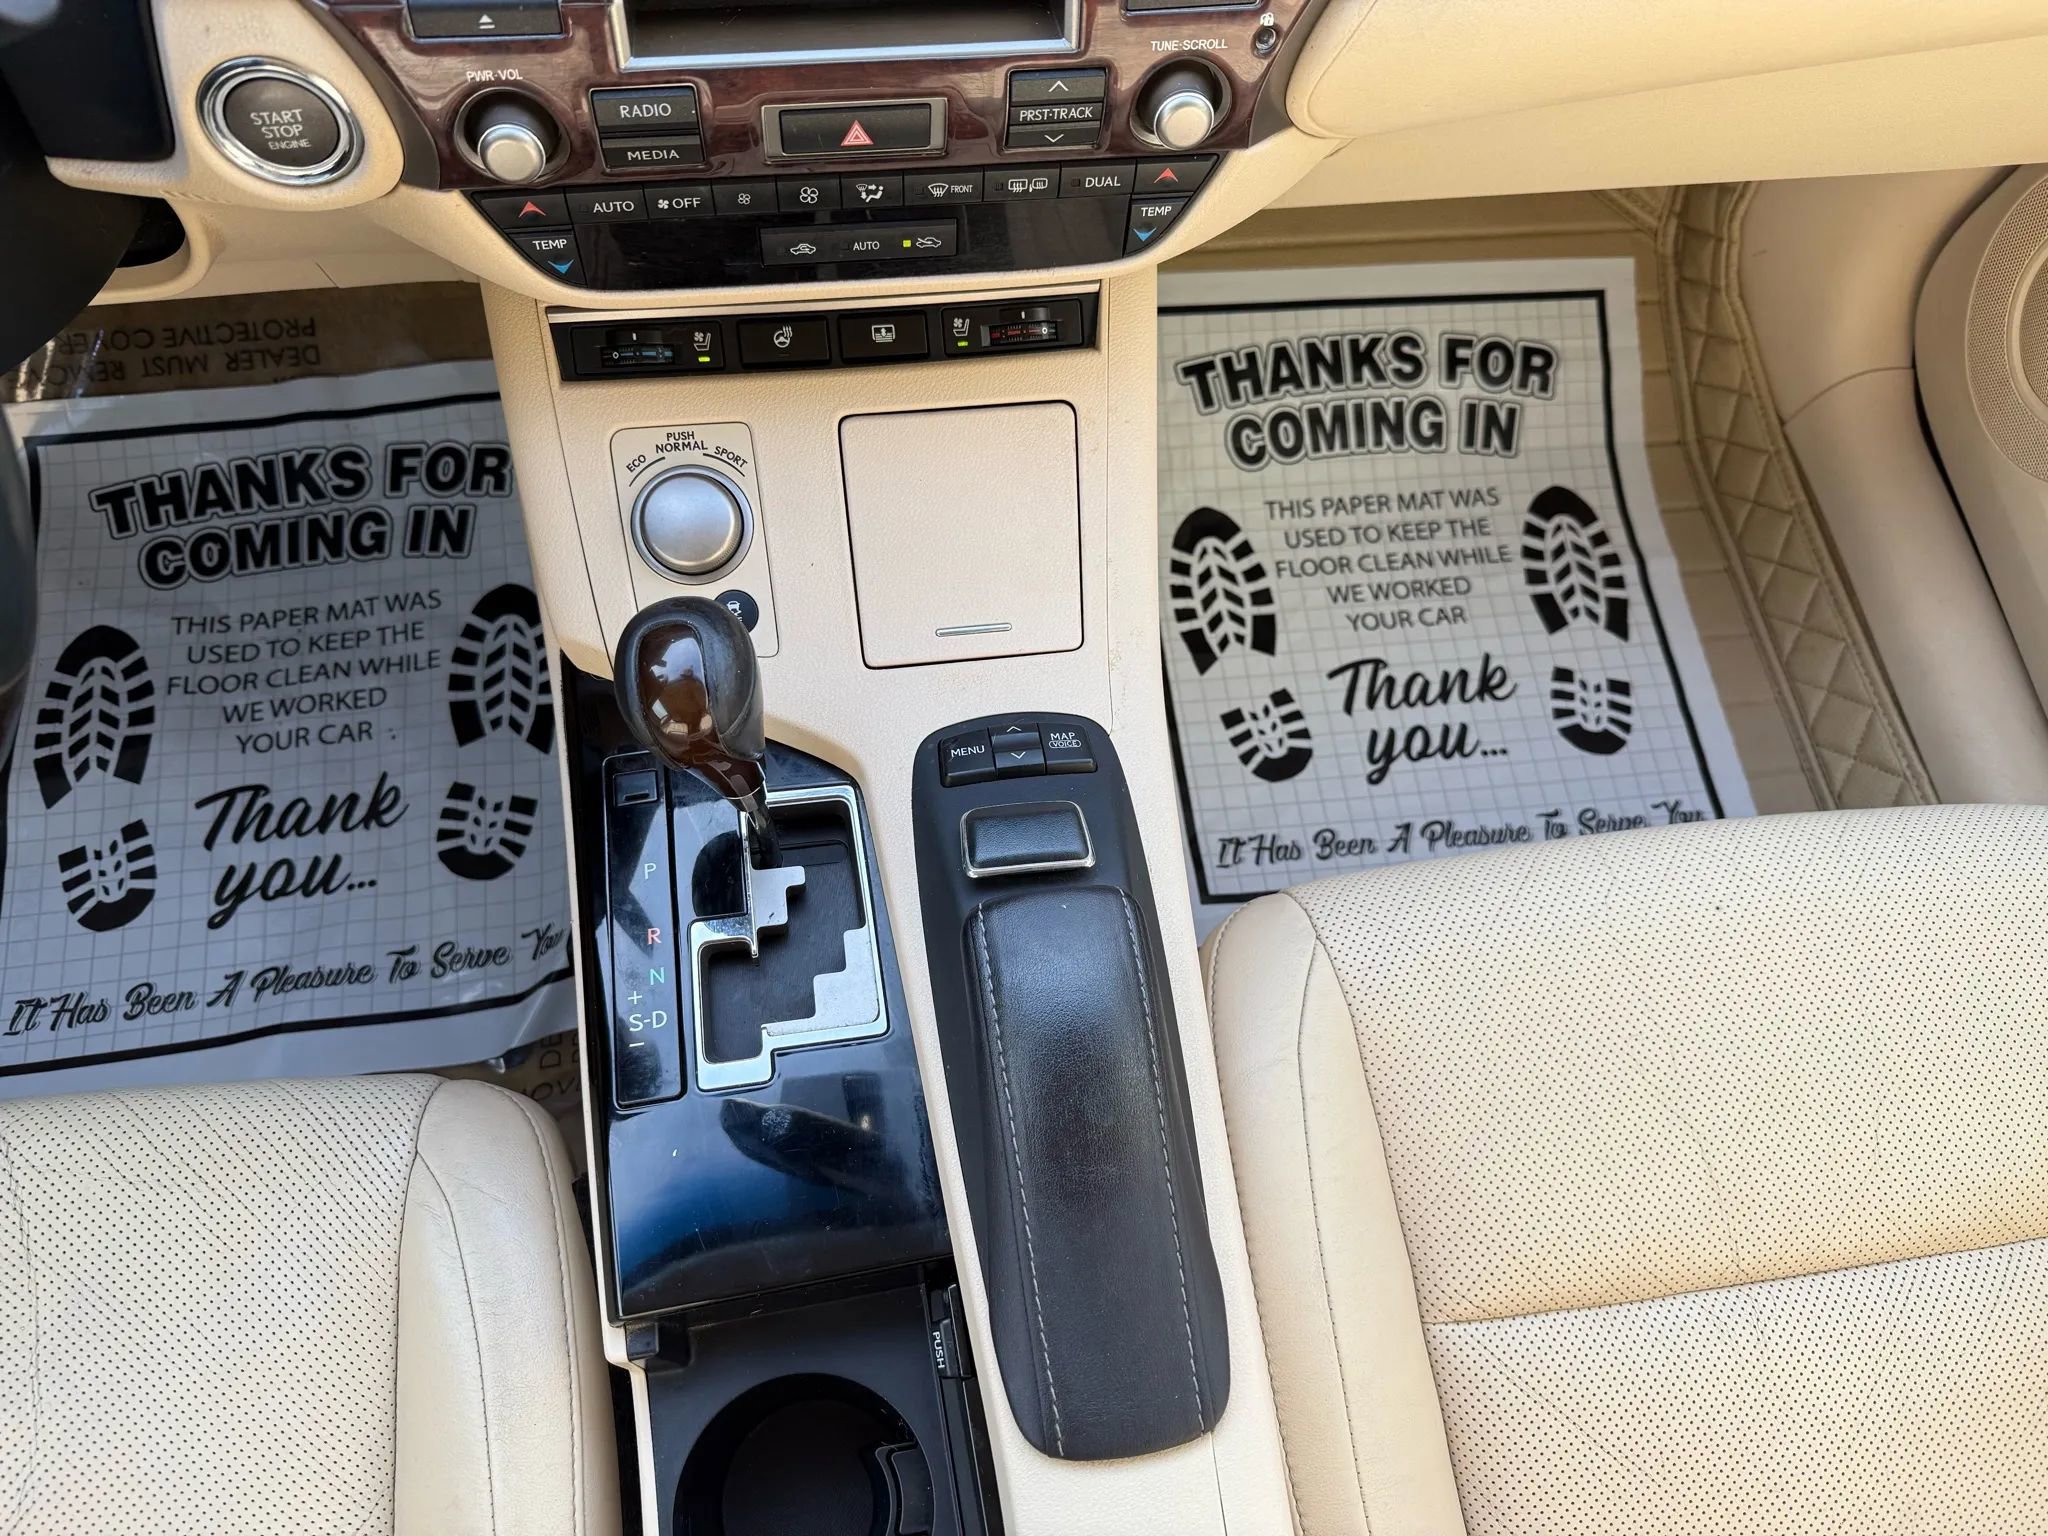 PWR·VOL
START
STOP
ENGINE
RADIO
MEDIA
PRST·TRACK
TUNE·SCROLL
AUTO
OFF
FRONT
DUAL
TEMP
AUTO
TEMP
DEALER MUST REMOVE
PROTECTIVE COVER
THANKS FOR
COMING IN
THIS PAPER MAT WAS
USED TO KEEP THE
FLOOR CLEAN WHILE
WE WORKED
YOUR CAR
Thank
you...
It Has Been A Pleasure To Serve You
PUSH
ECO NORMAL SPORT
P
R
N
+
S-D
−
MENU
MAP
VOICE
PUSH
THANKS FOR
COMING IN
THIS PAPER MAT WAS
USED TO KEEP THE
FLOOR CLEAN WHILE
WE WORKED
YOUR CAR
Thank
you...
It Has Been A Pleasure To Serve You